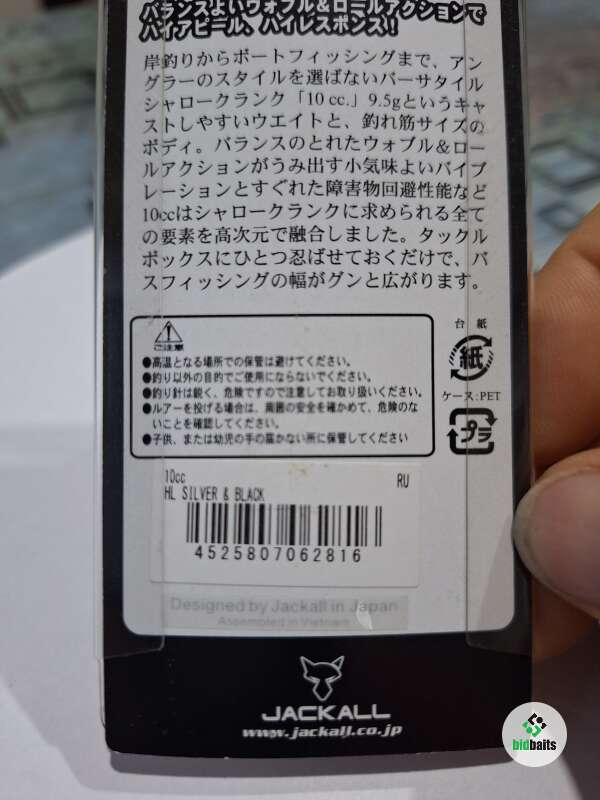 バランスよいウォブル&ロールアクションで
ハイアピール、ハイレスポンス!
岸釣りからボートフィッシングまで、アン
グラーのスタイルを選ばないバーサタイル
シャロークランク「10 cc.」9.5gというキャ
ストしやすいウエイトと、釣れ筋サイズの
ボディ。バランスのとれたウォブル&ロー
ルアクションがうみ出す小気味よいバイブ
レーションとすぐれた障害物回避性能など
10ccはシャロークランクに求められる全て
の要素を高次元で融合しました。タックル
ボックスにひとつ忍ばせておくだけで、バ
スフィッシングの幅がグンと広がります。
ご注意
●高温となる場所での保管は避けてください。
●釣り以外の目的でご使用にならないでください。
●釣り針は鋭く、危険ですので注意してお取り扱いください。
●ルアーを投げる場合は、周囲の安全を確かめて、危険のな
いことを確認してください。
●子供、または幼児の手の届かない所に保管してください
台紙
紙
ケース:PET
プラ
10cc RU
HL SILVER & BLACK
4525807062816
Designed by Jackall in Japan
Assembled in Vietnam
JACKALL
www.jackall.co.jp
bidbaits